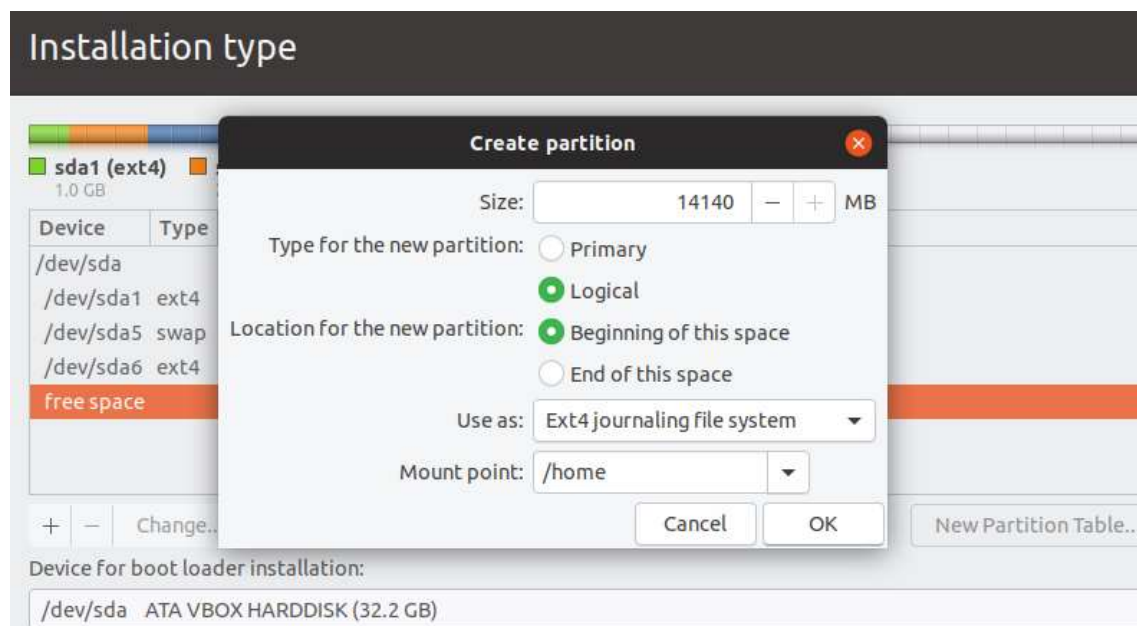 Installation type
Create partition
sda1 (ext4)
1.0 GB
Size: 14140 MB
Device Type
Type for the new partition: Primary
/dev/sda
Logical
/dev/sda1 ext4
Location for the new partition: Beginning of this space
/dev/sda5 swap
/dev/sda6 ext4
End of this space
free space
Use as: Ext4 journaling file system
Mount point: /home
Cancel OK
+ - Change.. New Partition Table..
Device for boot loader installation:
/dev/sda ATA VBOX HARDDISK (32.2 GB)